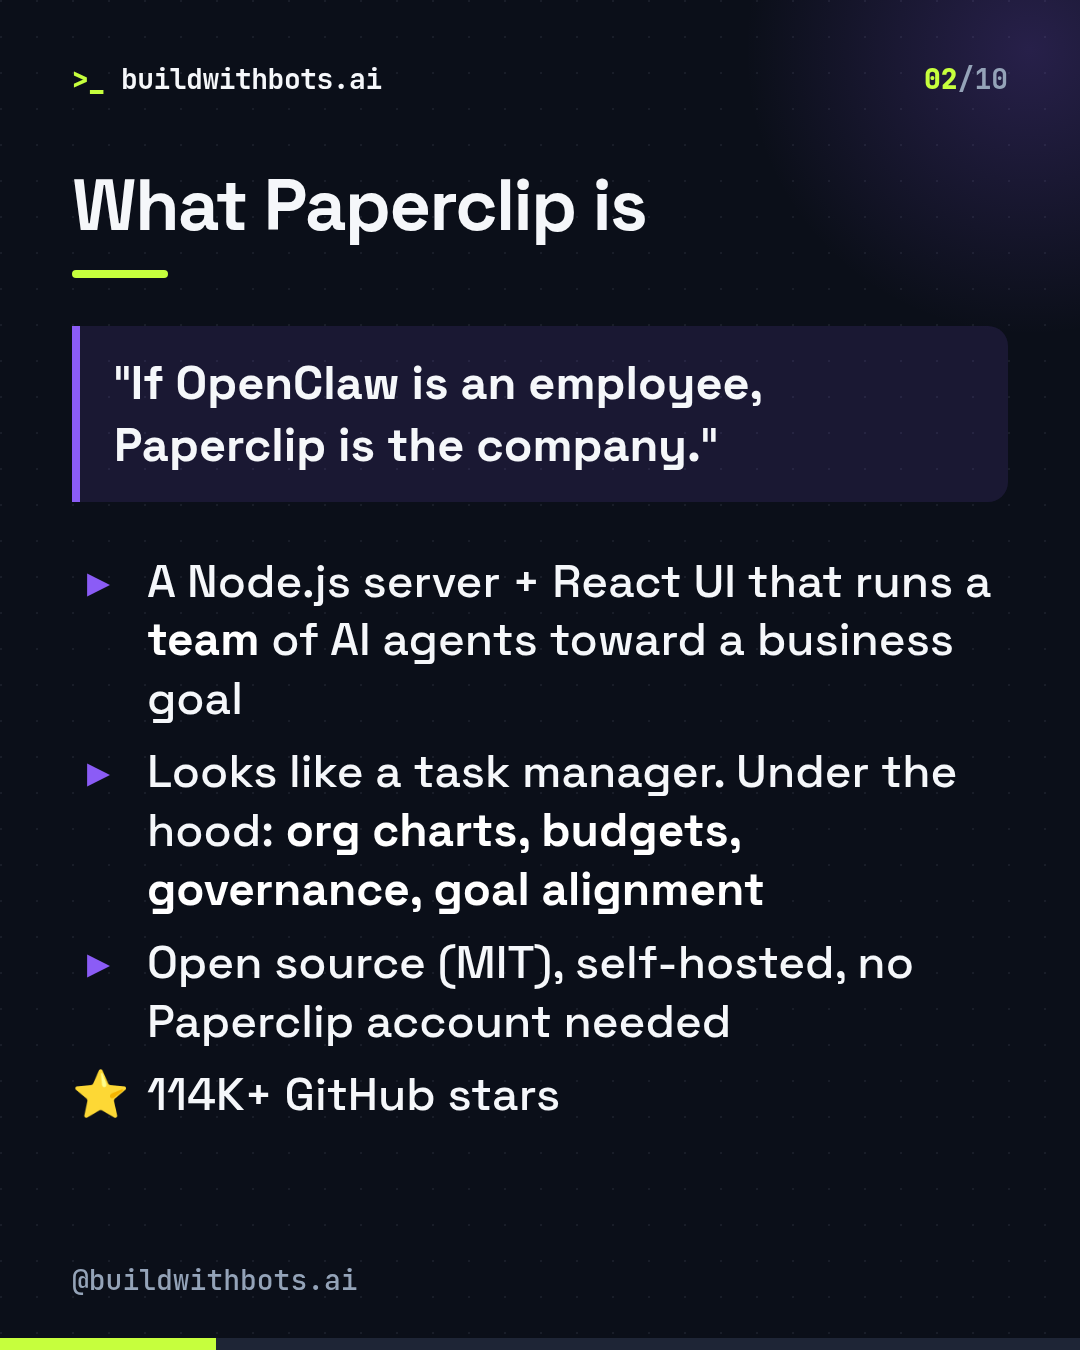 >_ buildwithbots.ai
02/10
What Paperclip is
"If OpenClaw is an employee,
Paperclip is the company."
▶ A Node.js server + React UI that runs a
team of AI agents toward a business
goal
▶ Looks like a task manager. Under the
hood: org charts, budgets,
governance, goal alignment
▶ Open source (MIT), self-hosted, no
Paperclip account needed
⭐ 114K+ GitHub stars
@buildwithbots.ai